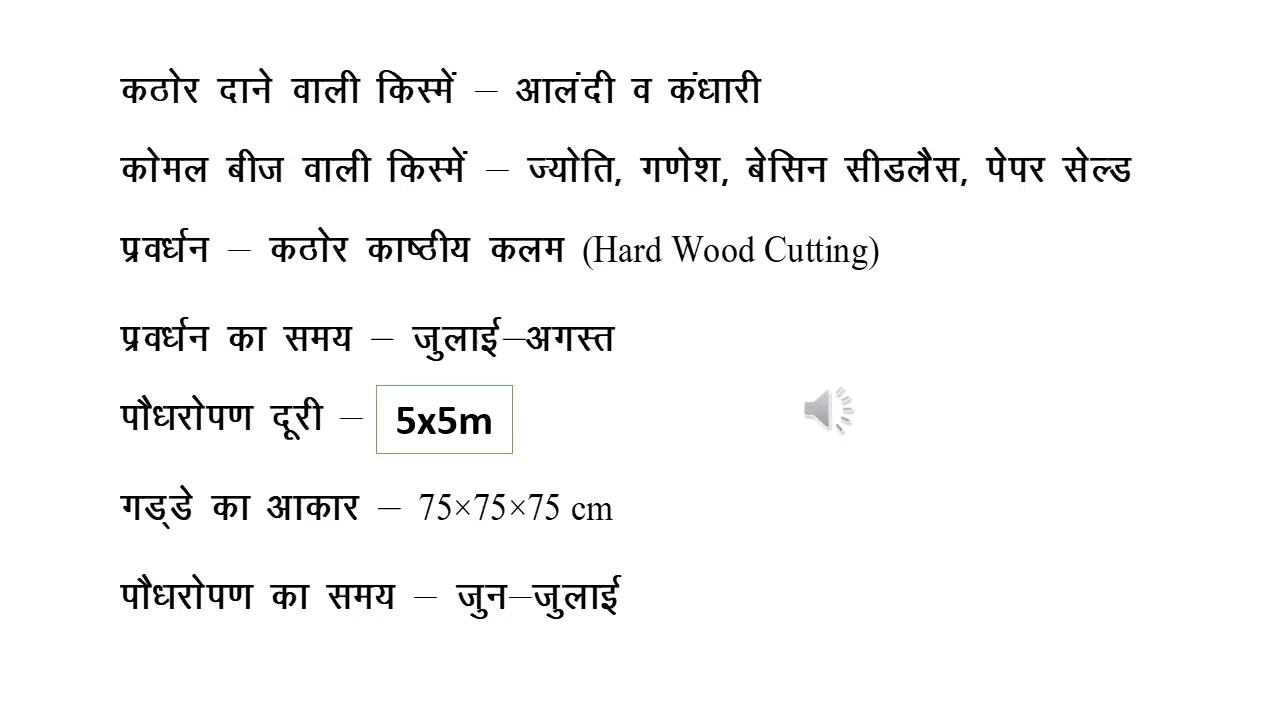 कठोर दाने वाली किस्में – आलंदी व कंधारी
कोमल बीज वाली किस्में – ज्योति, गणेश, बेसिन सीडलैस, पेपर सेल्ड
प्रवर्धन – कठोर काष्ठीय कलम (Hard Wood Cutting)
प्रवर्धन का समय – जुलाई–अगस्त
पौधरोपण दूरी – 5x5m
गड्डे का आकार – 75×75×75 cm
पौधरोपण का समय – जुन–जुलाई